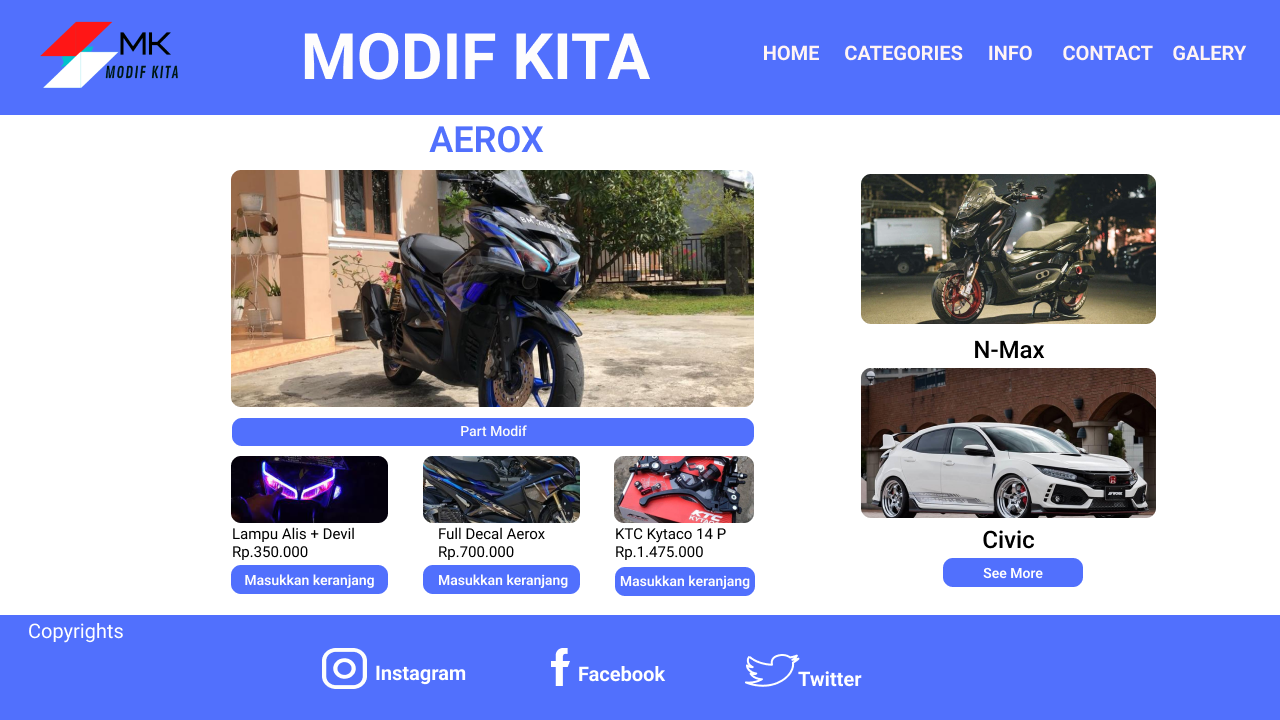 MK
MODIF KITA
MODIF KITA
HOME CATEGORIES INFO CONTACT GALERY
AEROX
N-Max
Part Modif
Lampu Alis + Devil
Rp.350.000
Masukkan keranjang
Full Decal Aerox
Rp.700.000
Masukkan keranjang
KTC
KYTACO
KTC Kytaco 14 P
Rp.1.475.000
Masukkan keranjang
Civic
See More
Copyrights
Instagram
Facebook
Twitter